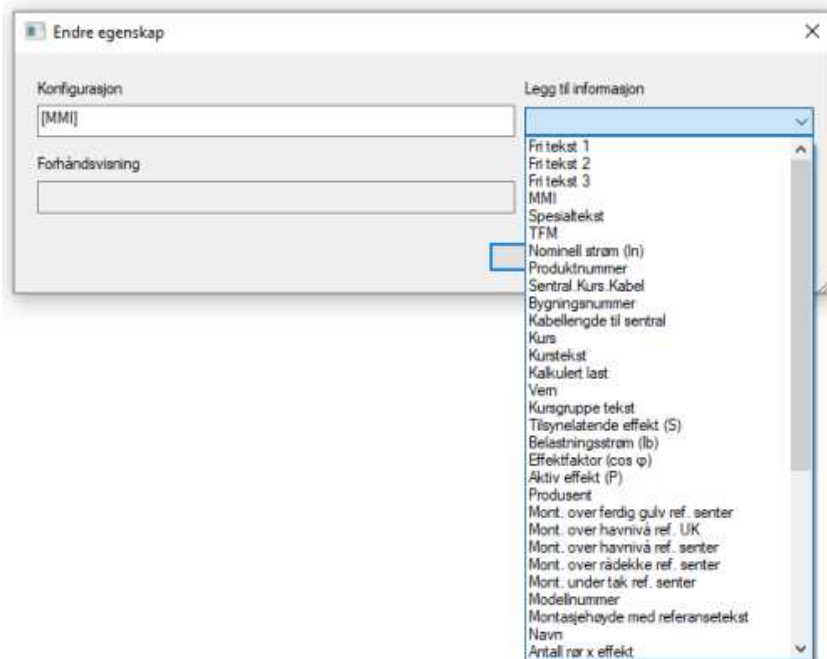 Endre egenskap
Konfigurasjon
[MMI]
Forhåndsvisning
Legg til informasjon
Fri tekst 1
Fri tekst 2
Fri tekst 3
MMI
Spesialtekst
TFM
Nominell strøm (In)
Produktnummer
Sentral.Kurs.Kabel
Bygningsnummer
Kabellengde til sentral
Kurs
Kurstekst
Kalkulert last
Vern
Kursgruppe tekst
Tilsynelatende effekt (S)
Belastningsstrøm (Ib)
Effektfaktor (cos φ)
Aktiv effekt (P)
Produsent
Mont. over ferdig gulv ref. senter
Mont. over havnivå ref. UK
Mont. over havnivå ref. senter
Mont. over rådekke ref. senter
Mont. under tak ref. senter
Modellnummer
Montasjehøyde med referansetekst
Navn
Antall rør x effekt